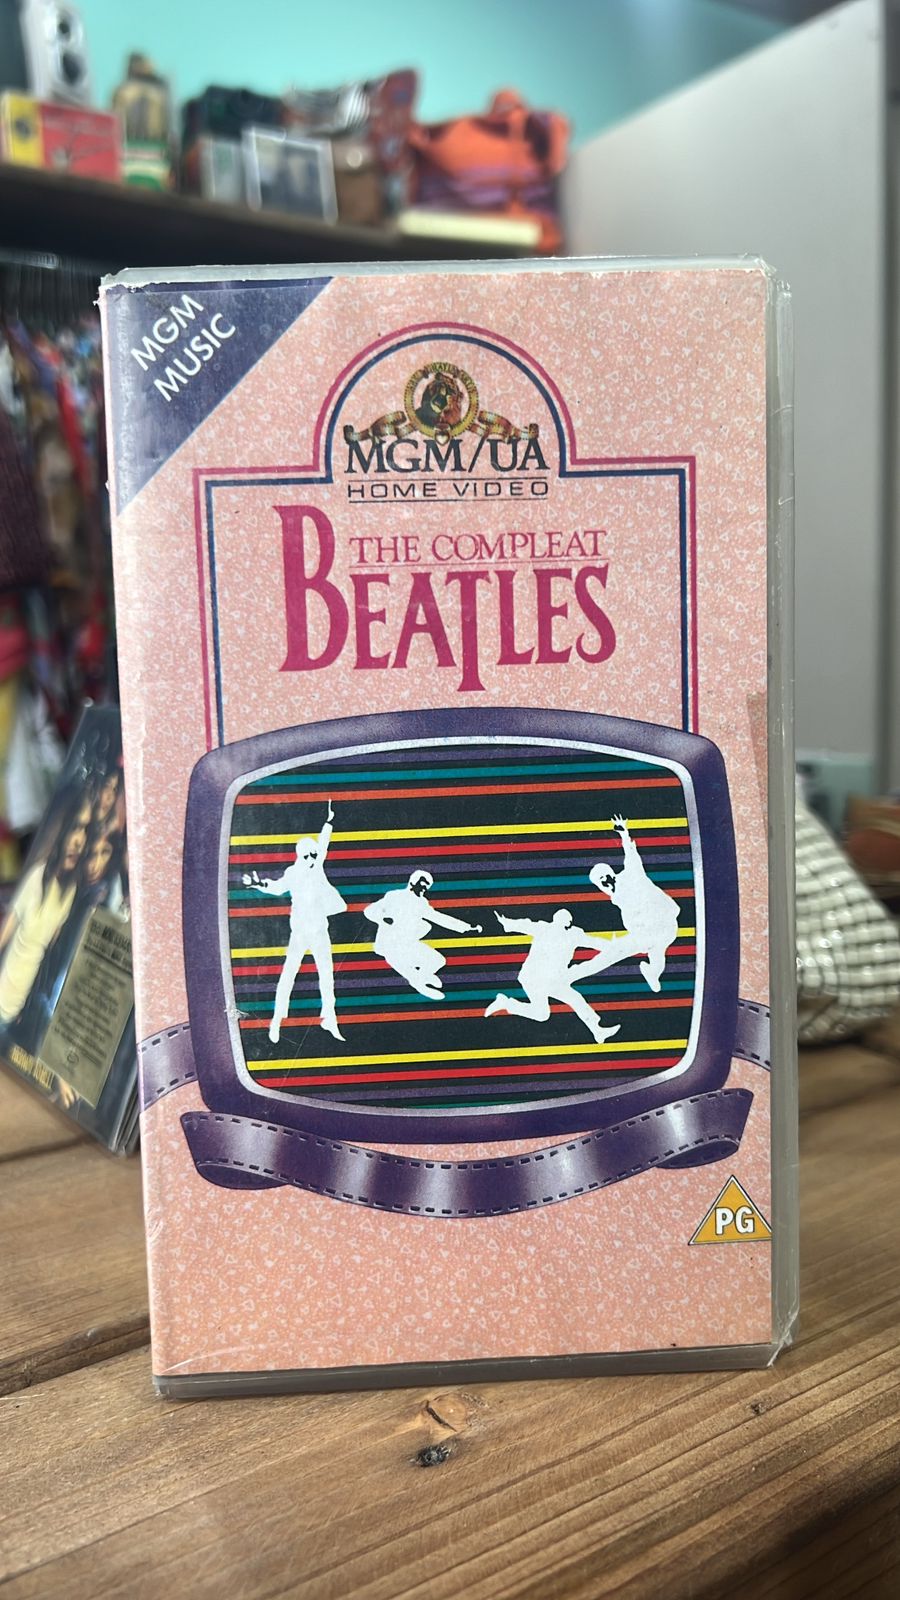 MGM
MUSIC
MGM/UA
HOME VIDEO
THE COMPLEAT
BEATLES
PG